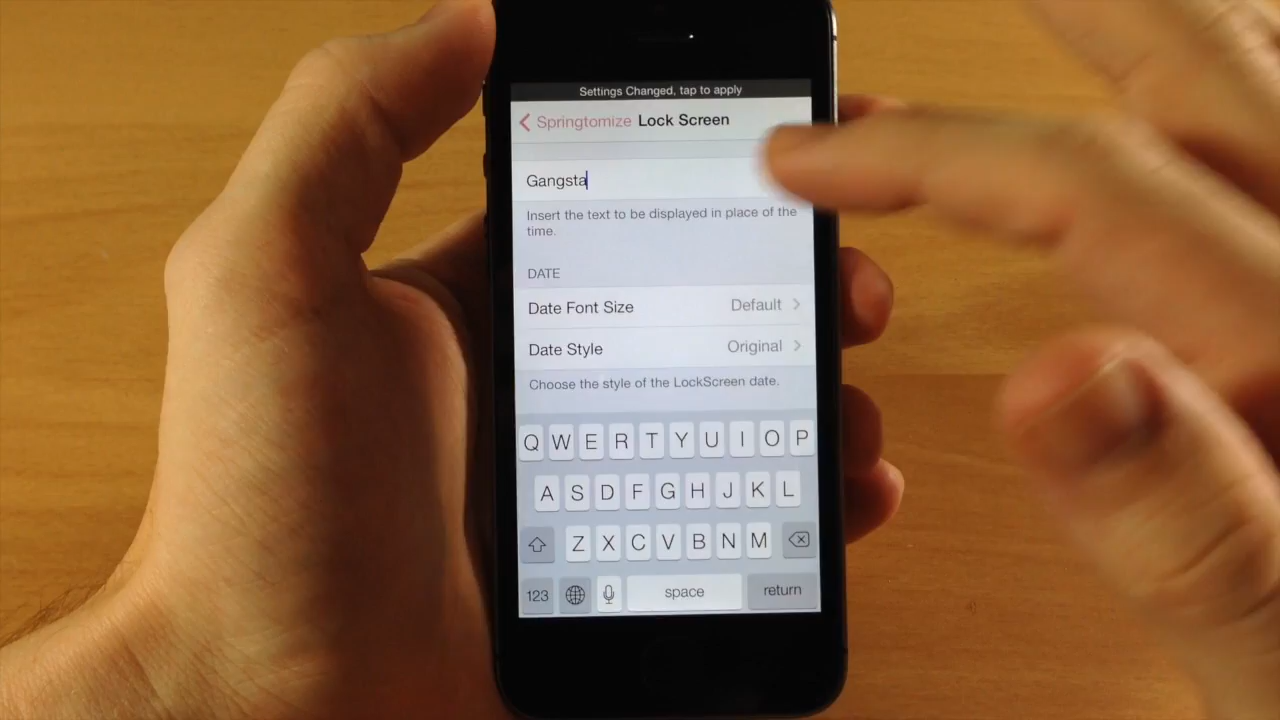 Settings Changed, tap to apply
Springtomize Lock Screen
Gangsta
Insert the text to be displayed in place of the
time.
DATE
Date Font Size Default
Date Style Original
Choose the style of the LockScreen date.
Q W E R T Y U I O P
A S D F G H J K L
Z X C V B N M
123 space return